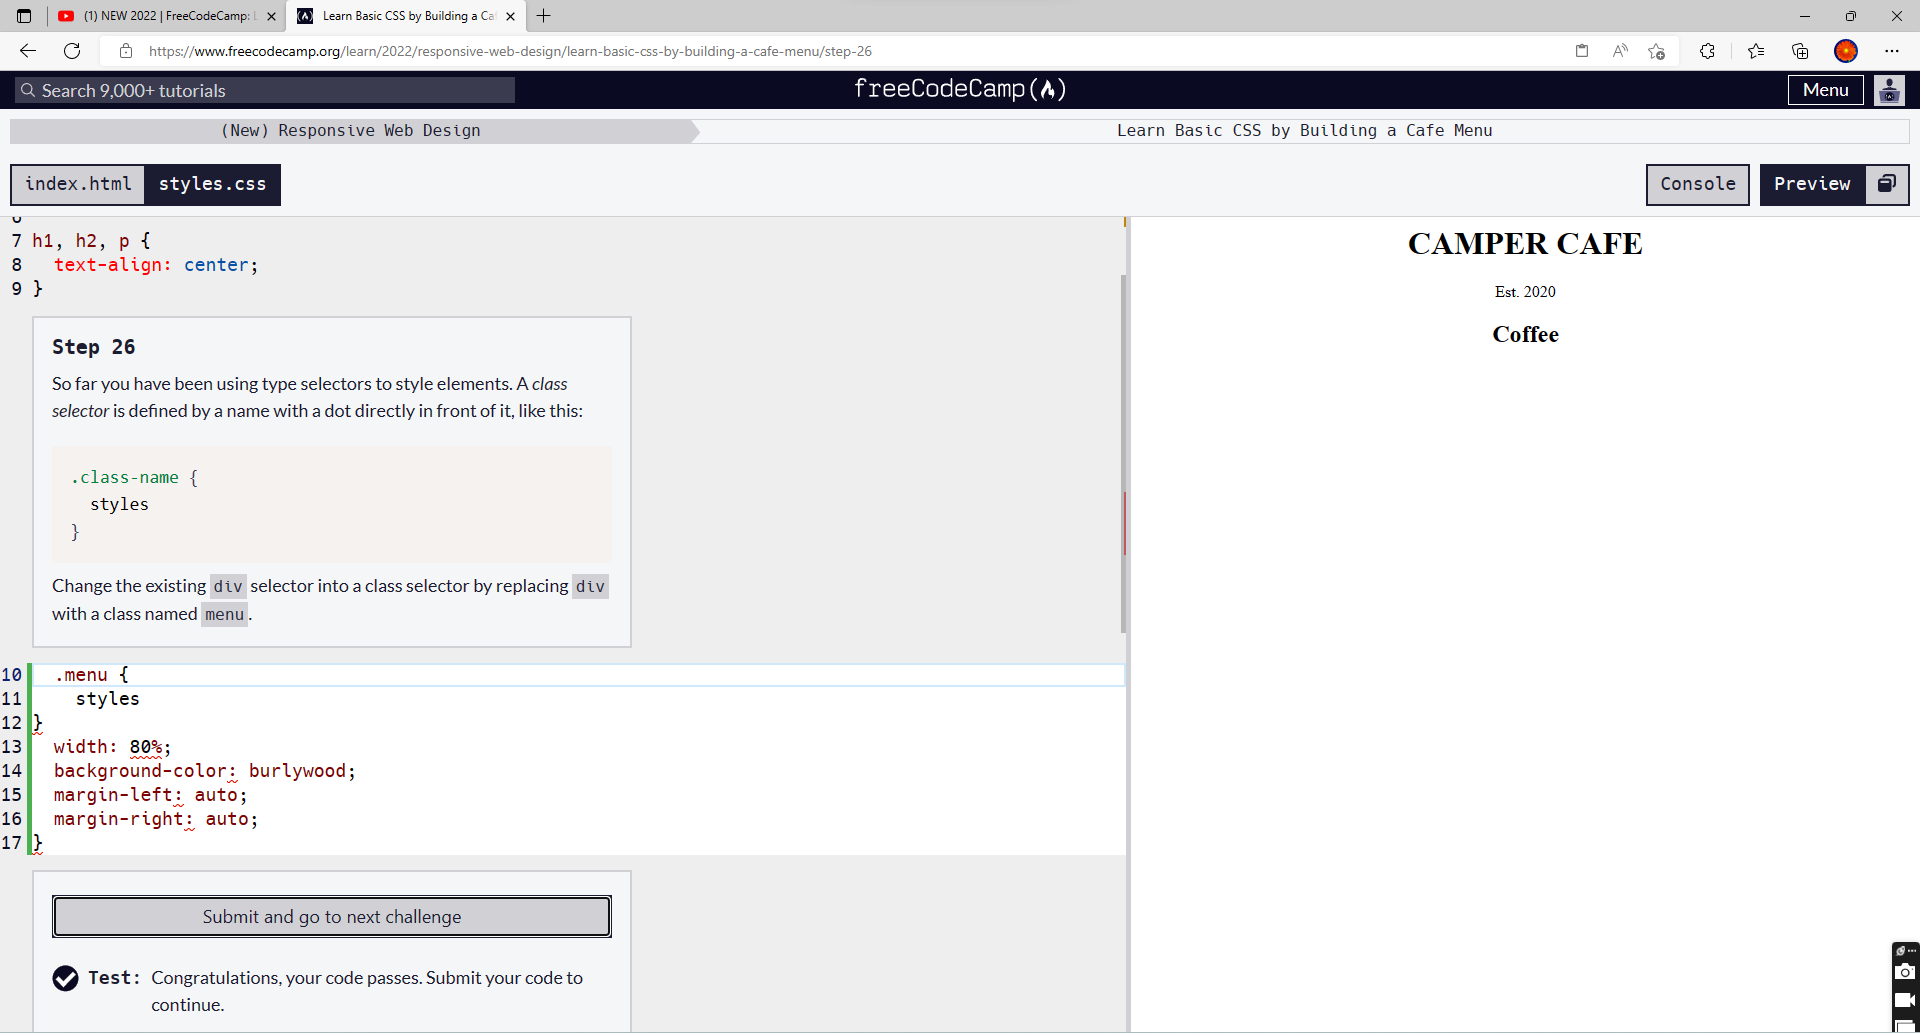 (1) NEW 2022 | FreeCodeCamp:
Learn Basic CSS by Building a Caf
https://www.freecodecamp.org/learn/2022/responsive-web-design/learn-basic-css-by-building-a-cafe-menu/step-26
Search 9,000+ tutorials
freeCodeCamp
Menu
(New) Responsive Web Design
Learn Basic CSS by Building a Cafe Menu
index.html
styles.css
Console
Preview
6
7 h1, h2, p {
8 text-align: center;
9 }
Step 26
So far you have been using type selectors to style elements. A class
selector is defined by a name with a dot directly in front of it, like this:
.class-name {
styles
}
Change the existing div selector into a class selector by replacing div
with a class named menu.
10 .menu {
11 styles
12 }
13 width: 80%;
14 background-color: burlywood;
15 margin-left: auto;
16 margin-right: auto;
17 }
Submit and go to next challenge
Test: Congratulations, your code passes. Submit your code to
continue.
CAMPER CAFE
Est. 2020
Coffee